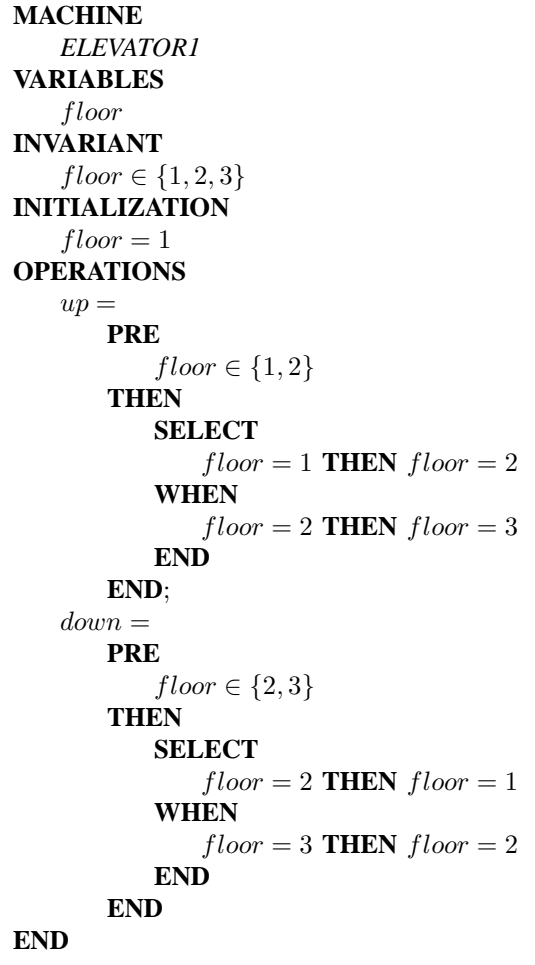 MACHINE
ELEVATOR1
VARIABLES
floor
INVARIANT
floor ∈ {1, 2, 3}
INITIALIZATION
floor = 1
OPERATIONS
up =
PRE
floor ∈ {1, 2}
THEN
SELECT
floor = 1 THEN floor = 2
WHEN
floor = 2 THEN floor = 3
END
END;
down =
PRE
floor ∈ {2, 3}
THEN
SELECT
floor = 2 THEN floor = 1
WHEN
floor = 3 THEN floor = 2
END
END
END